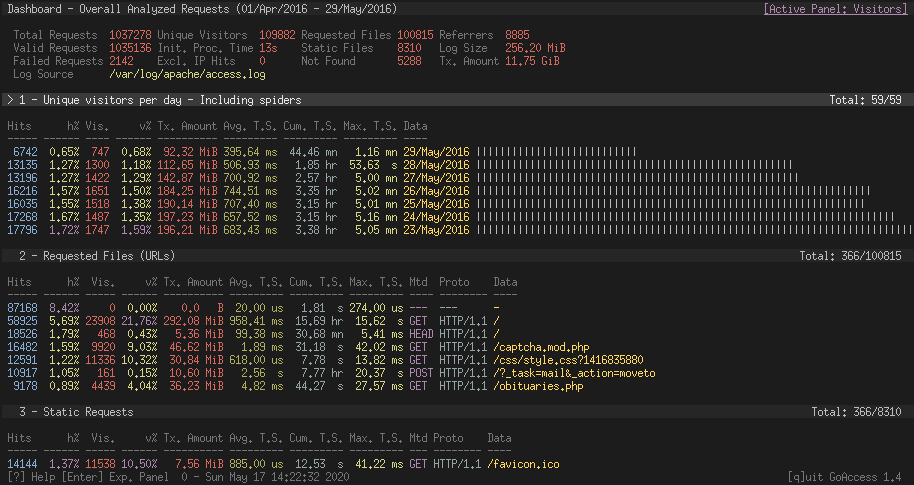 Dashboard - Overall Analyzed Requests (01/Apr/2016 - 29/May/2016) [Active Panel: Visitors]
Total Requests 1037278 Unique Visitors 109882 Requested Files 100815 Referrers 8885
Valid Requests 1035136 Init. Proc. Time 13s Static Files 8310 Log Size 256.20 MiB
Failed Requests 2142 Excl. IP Hits 0 Not Found 5288 Tx. Amount 11.75 GiB
Log Source /var/log/apache/access.log
> 1 - Unique visitors per day - Including spiders Total: 59/59
Hits h% Vis. v% Tx. Amount Avg. T.S. Cum. T.S. Max. T.S. Data
----- ------ ---- ------ ---------- --------- --------- --------- ----
6742 0.65% 747 0.68% 92.32 MiB 395.64 ms 44.46 mn 1.16 mn 29/May/2016 |||||||||||||||||||||||||||
13135 1.27% 1300 1.18% 112.65 MiB 506.93 ms 1.85 hr 53.63 s 28/May/2016 |||||||||||||||||||||||||||||||||||||||||||||||||||||
13196 1.27% 1422 1.29% 142.87 MiB 700.92 ms 2.57 hr 5.00 mn 27/May/2016 ||||||||||||||||||||||||||||||||||||||||||||||||||||||
16216 1.57% 1651 1.50% 184.25 MiB 744.51 ms 3.35 hr 5.02 mn 26/May/2016 ||||||||||||||||||||||||||||||||||||||||||||||||||||||||||||||||||
16035 1.55% 1518 1.38% 190.14 MiB 707.40 ms 3.15 hr 5.01 mn 25/May/2016 |||||||||||||||||||||||||||||||||||||||||||||||||||||||||||||||||
17268 1.67% 1487 1.35% 197.23 MiB 657.52 ms 3.15 hr 5.16 mn 24/May/2016 ||||||||||||||||||||||||||||||||||||||||||||||||||||||||||||||||||||||
17796 1.72% 1747 1.59% 196.21 MiB 683.43 ms 3.38 hr 5.05 mn 23/May/2016 |||||||||||||||||||||||||||||||||||||||||||||||||||||||||||||||||||||||||
2 - Requested Files (URLs) Total: 366/100815
Hits h% Vis. v% Tx. Amount Avg. T.S. Cum. T.S. Max. T.S. Mtd Proto Data
----- ----- ----- ------ ---------- --------- --------- --------- ---- -------- ----
87168 8.42% 0 0.00% 0.0 B 20.00 us 1.81 s 274.00 us --- --- -
58925 5.69% 23908 21.76% 292.08 MiB 958.41 ms 15.69 hr 15.62 s GET HTTP/1.1 /
18526 1.79% 468 0.43% 5.36 MiB 99.38 ms 30.68 mn 5.41 ms HEAD HTTP/1.1 /
16482 1.59% 9920 9.03% 46.62 MiB 1.89 ms 31.18 s 42.02 ms GET HTTP/1.1 /captcha.mod.php
12591 1.22% 11336 10.32% 30.84 MiB 618.00 us 7.78 s 13.82 ms GET HTTP/1.1 /css/style.css?1416835880
10917 1.05% 161 0.15% 10.60 MiB 2.56 s 7.77 hr 20.37 s POST HTTP/1.1 /?_task=mail&_action=moveto
9178 0.89% 4439 4.04% 36.23 MiB 4.82 ms 44.27 s 27.57 ms GET HTTP/1.1 /obituaries.php
3 - Static Requests Total: 366/8310
Hits h% Vis. v% Tx. Amount Avg. T.S. Cum. T.S. Max. T.S. Mtd Proto Data
----- ----- ----- ------ ---------- --------- --------- --------- --- -------- ----
14144 1.37% 11538 10.50% 7.56 MiB 885.00 us 12.53 s 41.22 ms GET HTTP/1.1 /favicon.ico
[?] Help [Enter] Exp. Panel 0 - Sun May 17 14:22:32 2020 [q]uit GoAccess 1.4